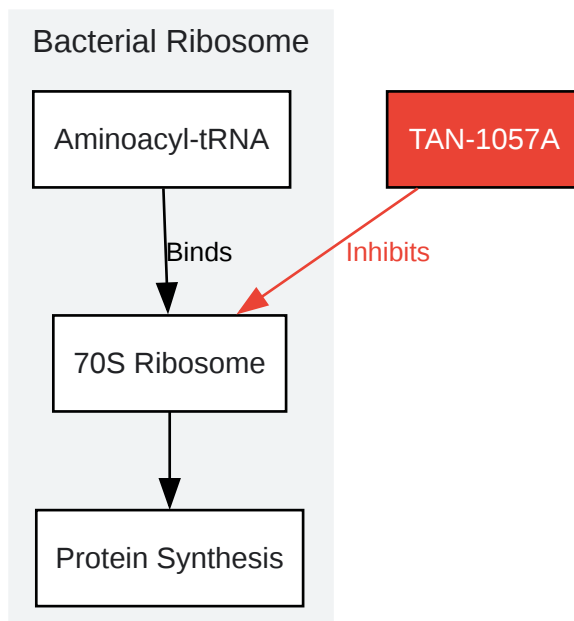 Bacterial Ribosome
Aminoacyl-tRNA
TAN-1057A
Binds
Inhibits
70S Ribosome
Protein Synthesis